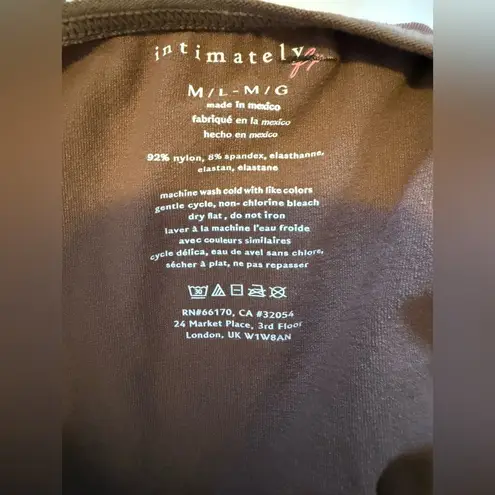 intimately
M/L - M/G
made in mexico
fabriqué en la mexico
hecho en mexico
92% nylon, 8% spandex, elasthanne,
elastan, elastane
machine wash cold with like colors
gentle cycle, non- chlorine bleach
dry flat , do not iron
laver à la machine l'eau froide
avec couleurs similaires
cycle délica, eau de avel sans chlore,
sécher à plat, ne pas repasser
RN#66170, CA #32054
24 Market Place, 3rd Floor
London, UK W1W8AN